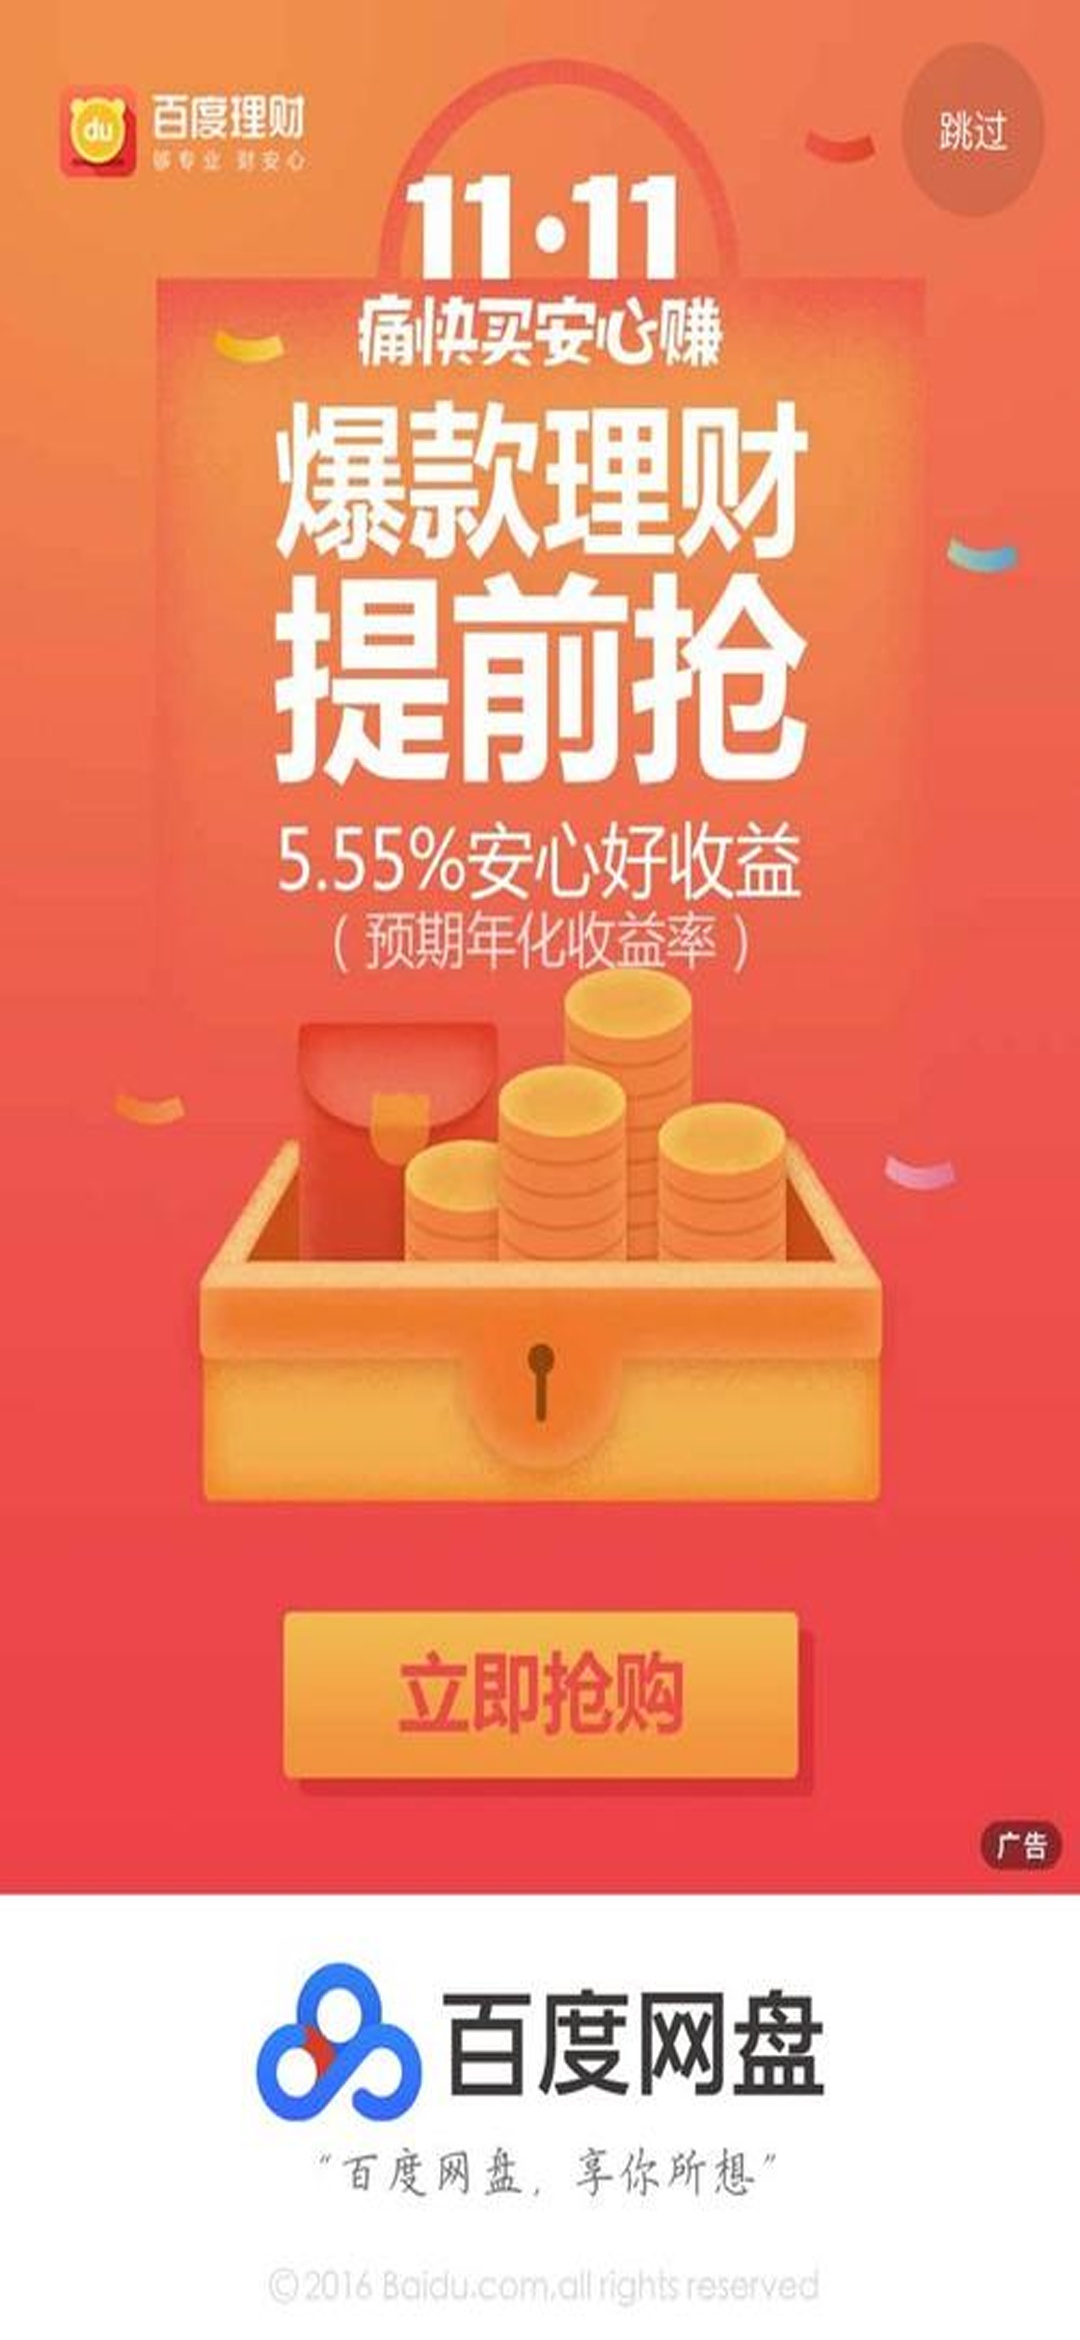 du
百度理财
够专业 财安心
跳过
11·11
痛快买安心赚
爆款理财
提前抢
5.55%安心好收益
（预期年化收益率）
立即抢购
广告
百度网盘
“百度网盘，享你所想”
©2016 Baidu.com.all rights reserved